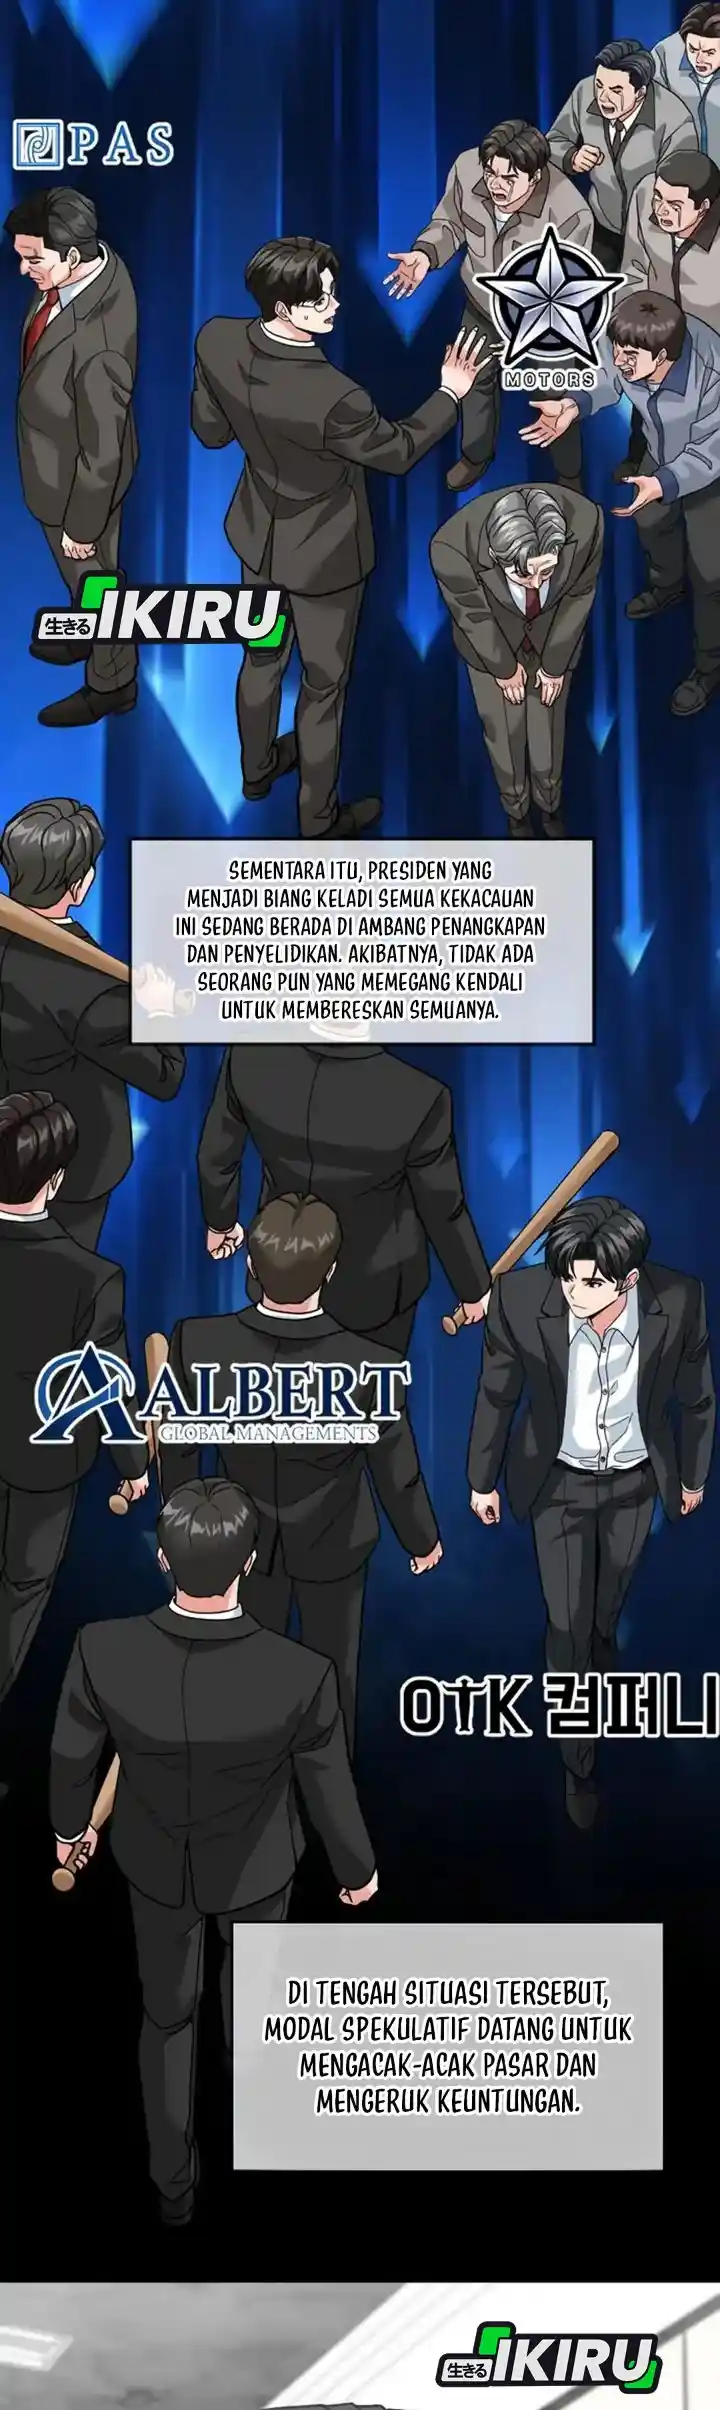 PAS
MOTORS
生きる IKIRU
SEMENTARA ITU, PRESIDEN YANG
MENJADI BIANG KELADI SEMUA KEKACAUAN
INI SEDANG BERADA DI AMBANG PENANGKAPAN
DAN PENYELIDIKAN. AKIBATNYA, TIDAK ADA
SEORANG PUN YANG MEMEGANG KENDALI
UNTUK MEMBERESKAN SEMUANYA.
ALBERT
GLOBAL MANAGEMENTS
OTK 컴퍼니
DI TENGAH SITUASI TERSEBUT,
MODAL SPEKULATIF DATANG UNTUK
MENGACAK-ACAK PASAR DAN
MENGERUK KEUNTUNGAN.
生きる IKIRU